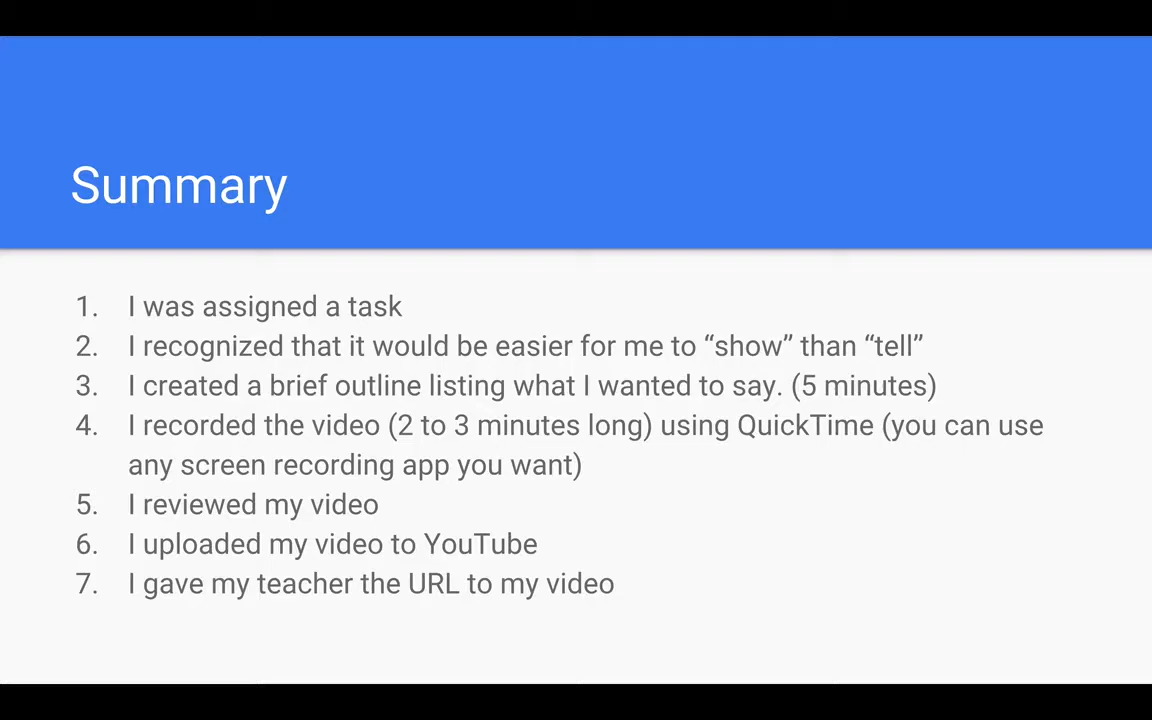 Summary
1. I was assigned a task
2. I recognized that it would be easier for me to “show” than “tell”
3. I created a brief outline listing what I wanted to say. (5 minutes)
4. I recorded the video (2 to 3 minutes long) using QuickTime (you can use
any screen recording app you want)
5. I reviewed my video
6. I uploaded my video to YouTube
7. I gave my teacher the URL to my video